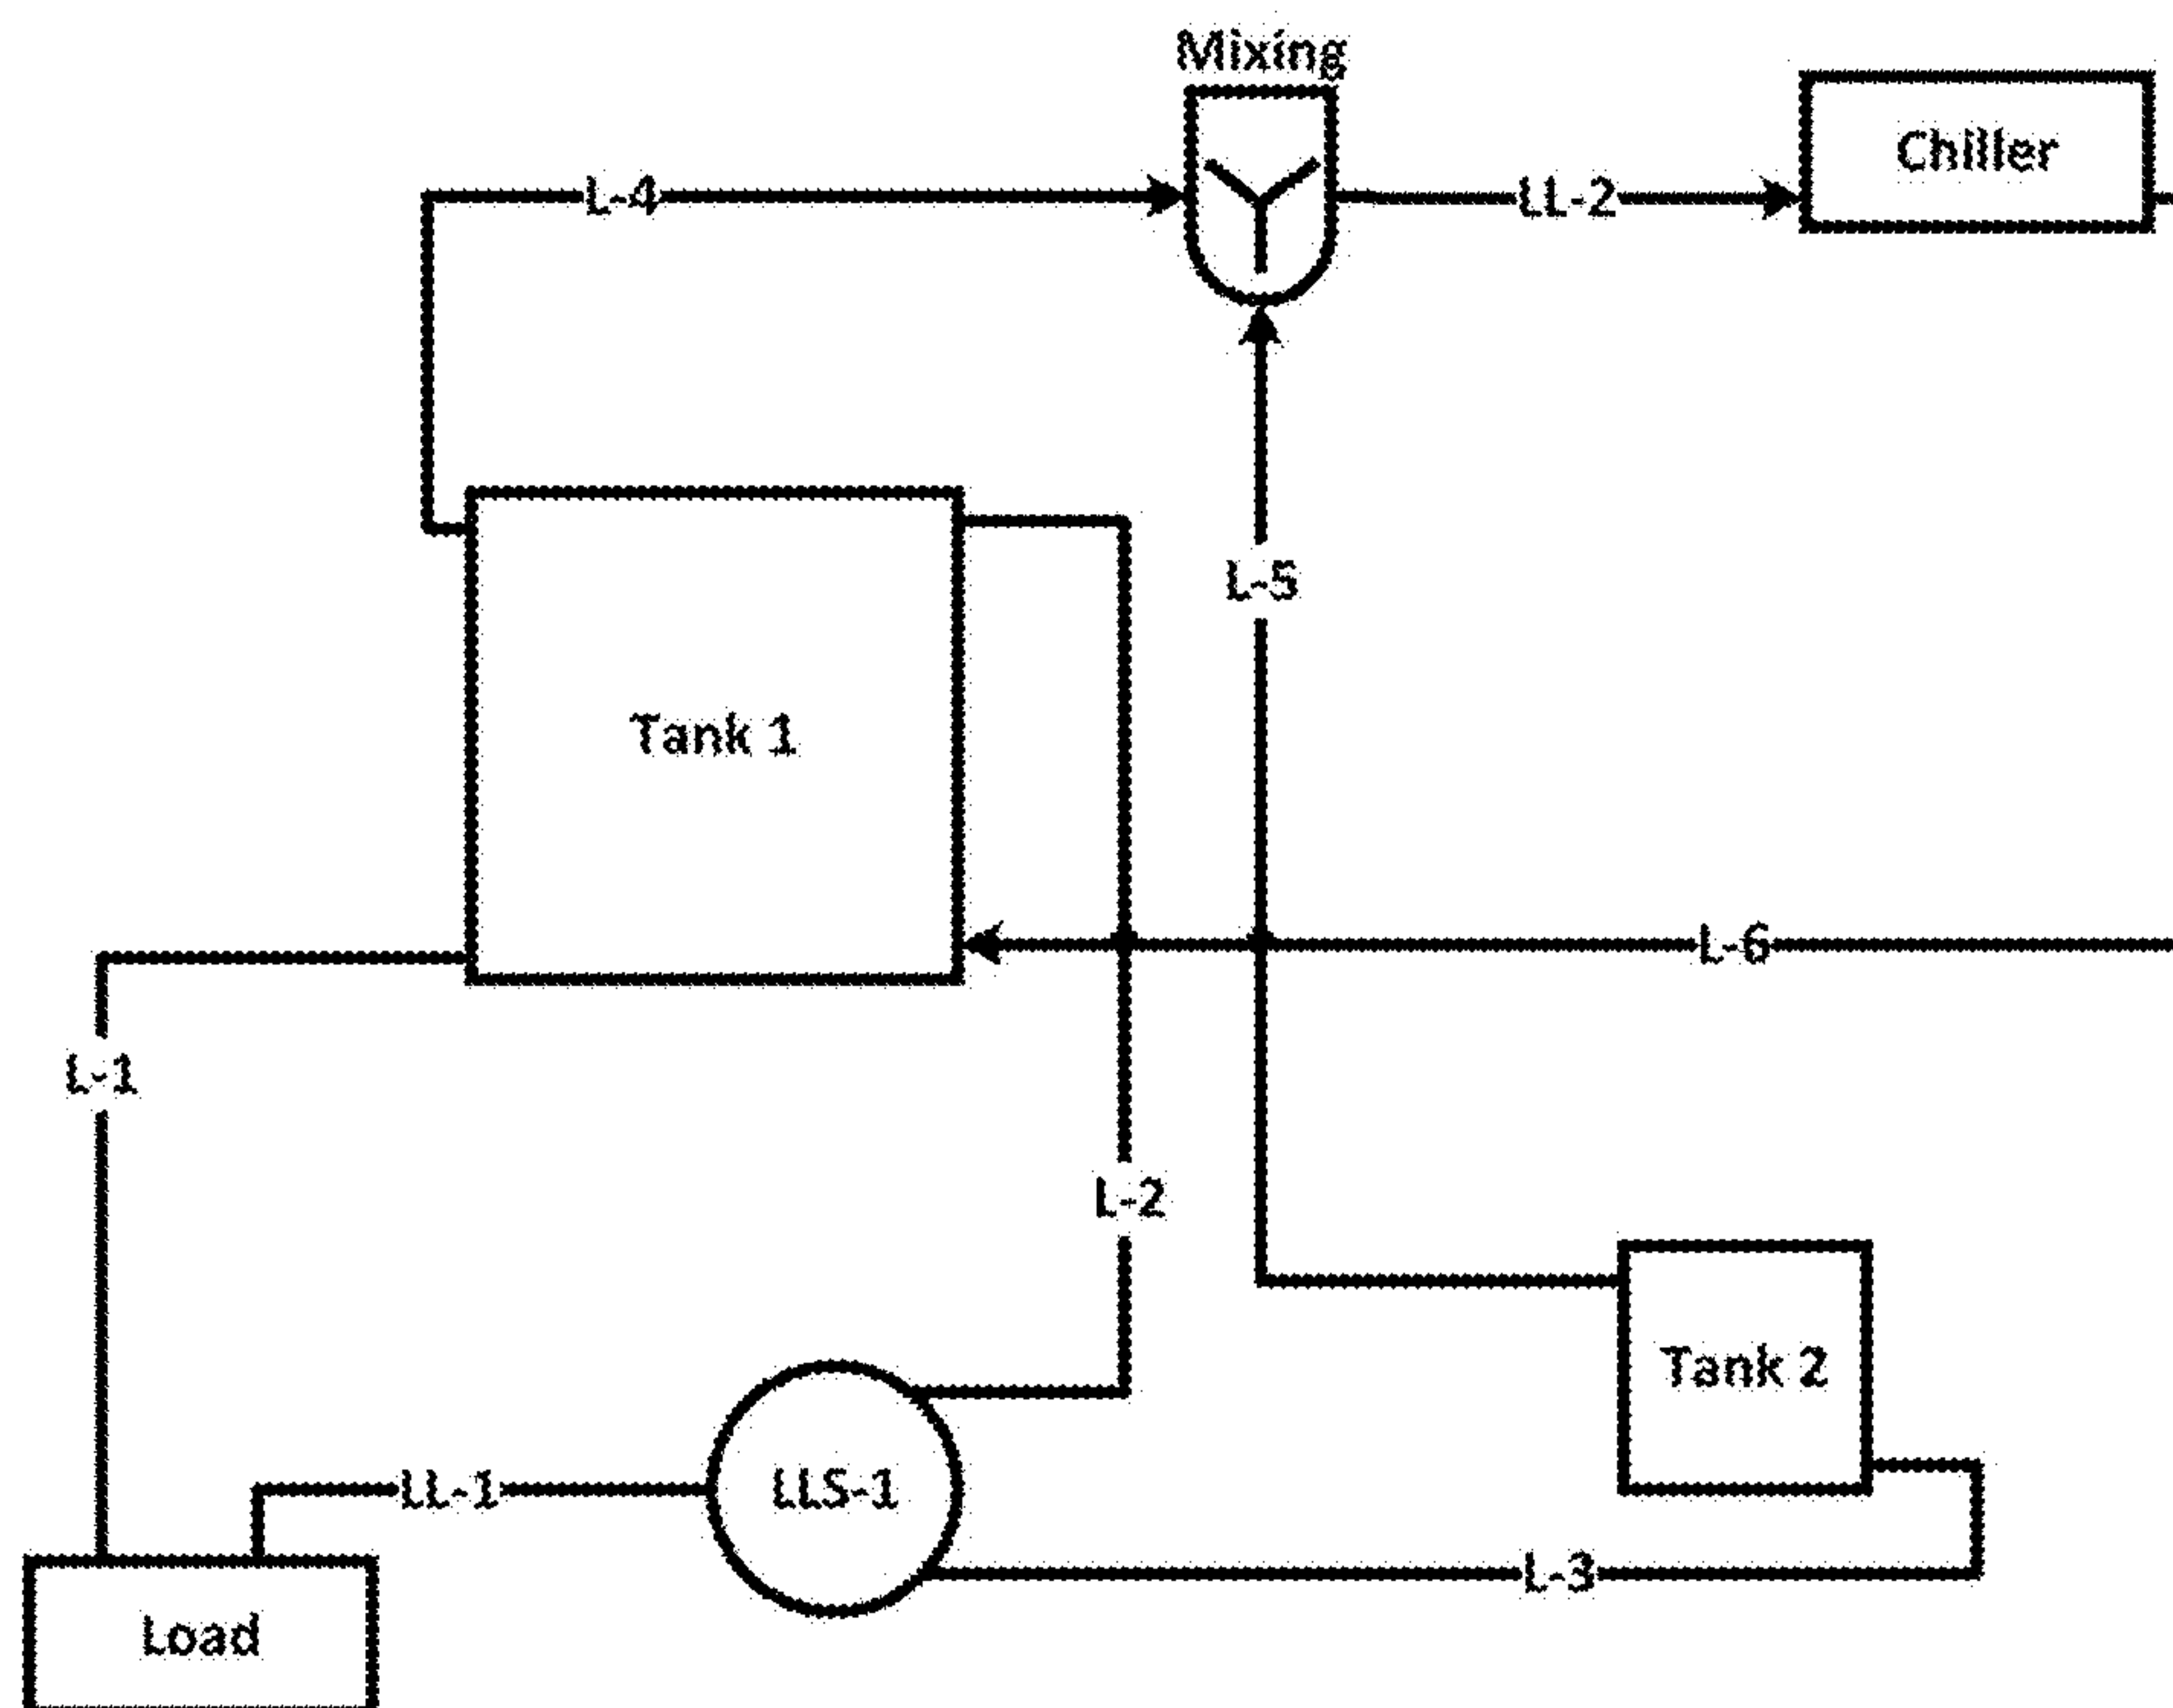 Mixing
Chiller
L-4
LL-2
L-5
Tank 1
L-6
L-1
L-2
Tank 2
LL-1
LLS-1
L-3
Load